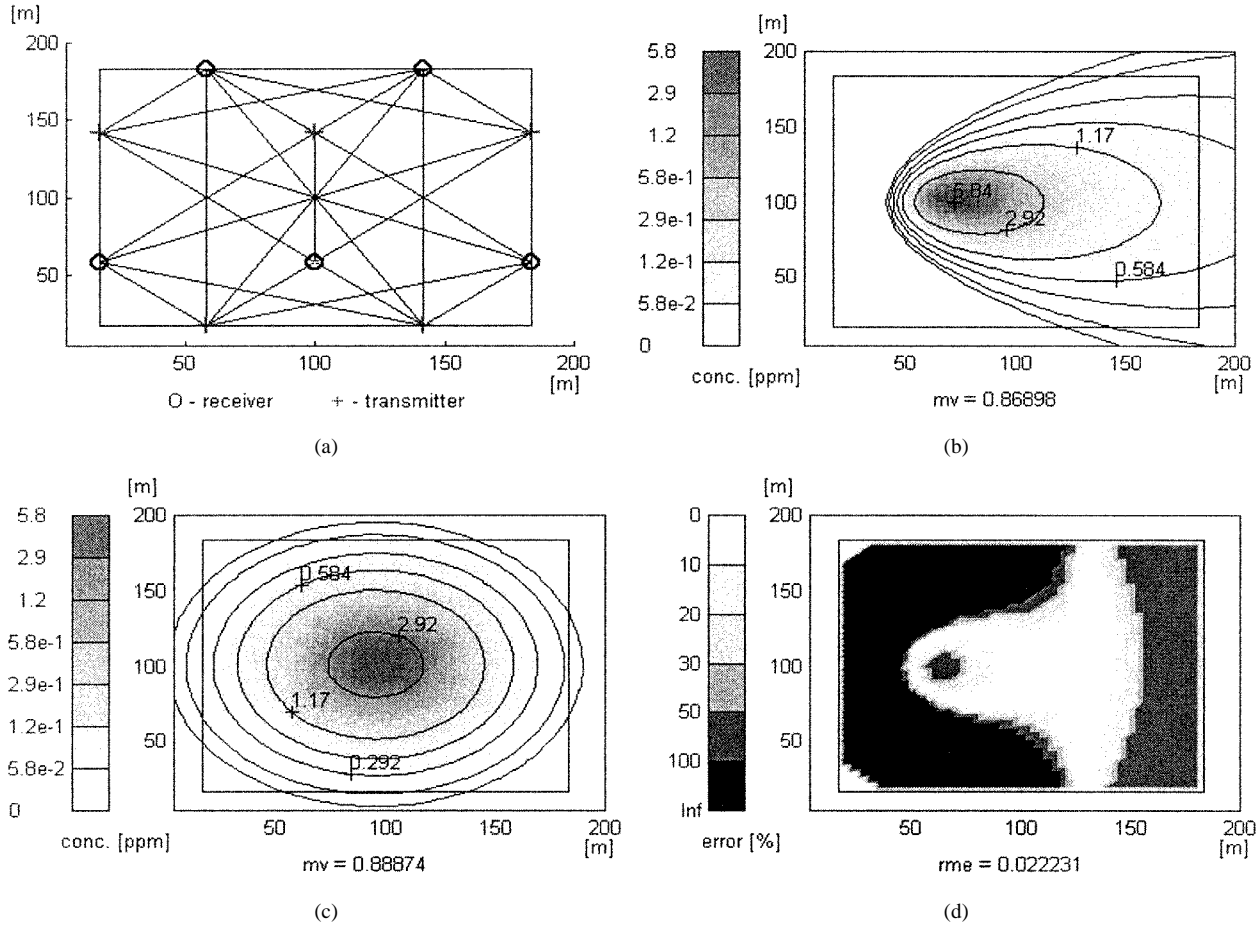 [m]
200
150
100
50
50 100 150 200
[m]
O - receiver + - transmitter
(a)
[m]
5.8
2.9
1.2
5.8e-1
2.9e-1
1.2e-1
5.8e-2
0
conc. [ppm]
200
150
100
50
1.17
5.84
2.92
0.584
50 100 150 200
[m]
mv = 0.86898
(b)
[m]
5.8
2.9
1.2
5.8e-1
2.9e-1
1.2e-1
5.8e-2
0
conc. [ppm]
200
150
100
50
0.584
2.92
1.17
0.292
50 100 150 200
[m]
mv = 0.88874
(c)
[m]
0
10
20
30
50
100
Inf
error [%]
200
150
100
50
50 100 150 200
[m]
rme = 0.022231
(d)